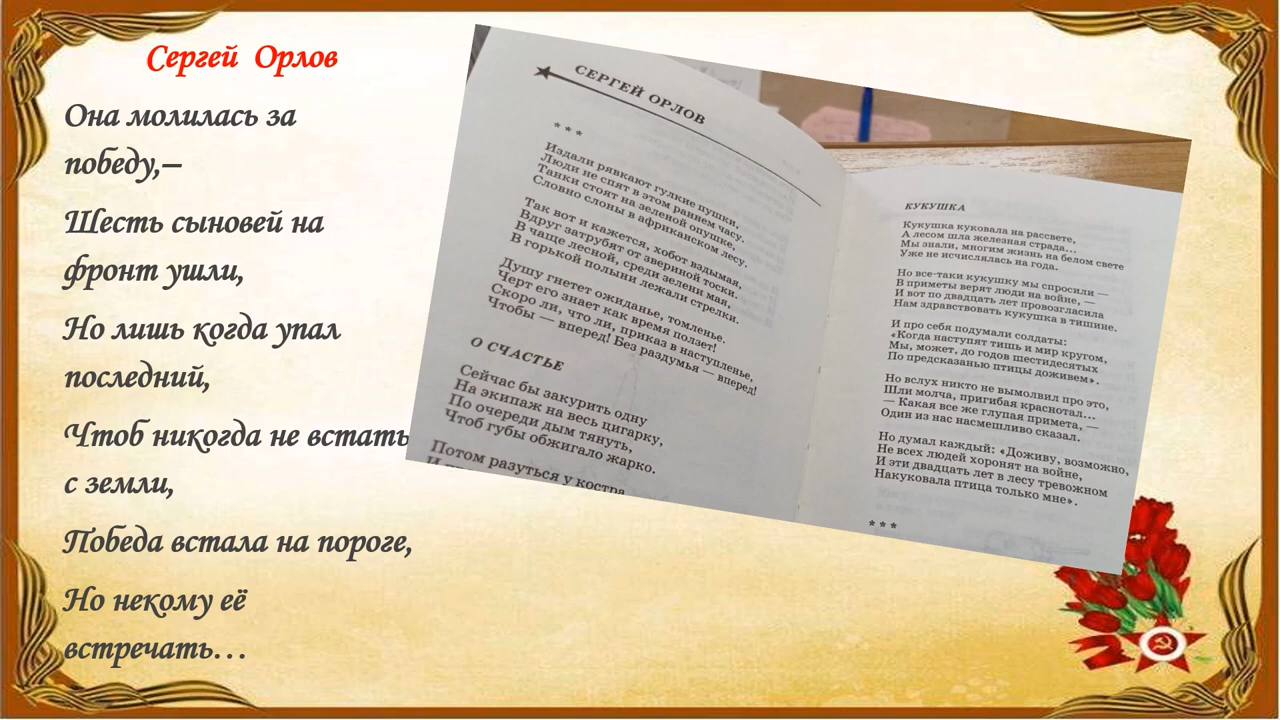 Сергей Орлов
Она молилась за
победу,–
Шесть сыновей на
фронт ушли,
Но лишь когда упал
последний,
Чтоб никогда не встать
с земли,
Победа встала на пороге,
Но некому её
встречать…
СЕРГЕЙ ОРЛОВ
* * *
Издали рявкают гулкие пушки,
Люди не спят в этом раннем часу.
Танки стоят на зеленой опушке,
Словно слоны в африканском лесу.
Так вот и кажется, хобот вздымая,
Вдруг затрубят от звериной тоски.
В чаще лесной, среди зелени мая,
В горькой полыни лежали стрелки.
Душу гнетет ожиданье, томленье.
Черт его знает как время ползет!
Скоро ли, что ли, приказ в наступленье,
Чтобы — вперед! Без раздумья — вперед!
О СЧАСТЬЕ
Сейчас бы закурить одну
На экипаж на весь цигарку,
По очереди дым тянуть,
Чтоб губы обжигало жарко.
Потом разуться у костра
КУКУШКА
Кукушка куковала на рассвете,
А лесом шла железная страда...
Мы знали, многим жизнь на белом свете
Уже не исчислялась на года.
Но все-таки кукушку мы спросили —
В приметы верят люди на войне, —
И вот по двадцать лет провозгласила
Нам здравствовать кукушка в тишине.
И про себя подумали солдаты:
«Когда наступят тишь и мир кругом,
Мы, может, до годов шестидесятых
По предсказанью птицы доживем».
Но вслух никто не вымолвил про это,
Шли молча, пригибая краснотал...
— Какая все же глупая примета, —
Один из нас насмешливо сказал.
Но думал каждый: «Доживу, возможно,
Не всех людей хоронят на войне,
И эти двадцать лет в лесу тревожном
Накуковала птица только мне».
* * *